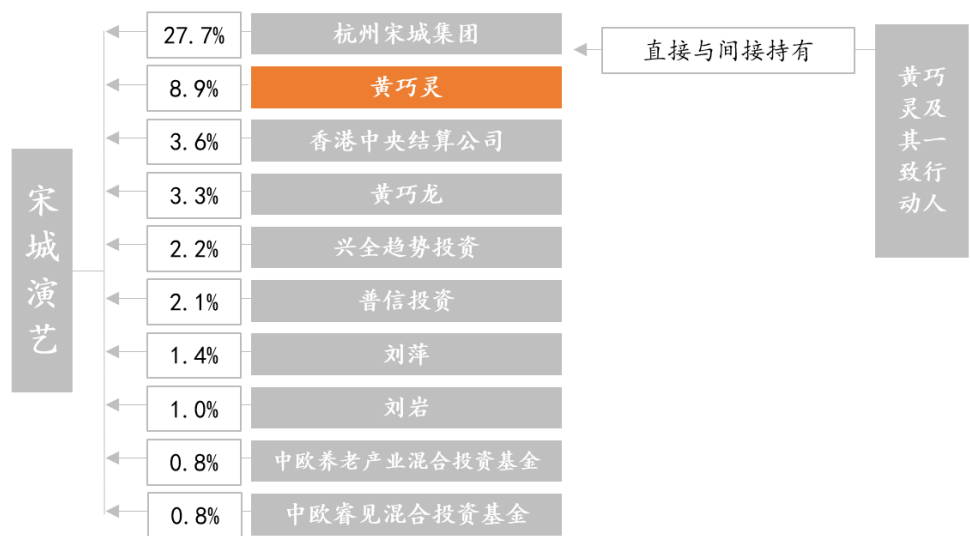 宋城演艺
27.7%
杭州宋城集团
直接与间接持有
黄巧
灵及
其一
致行
动人
8.9%
黄巧灵
3.6%
香港中央结算公司
3.3%
黄巧龙
2.2%
兴全趋势投资
2.1%
普信投资
1.4%
刘萍
1.0%
刘岩
0.8%
中欧养老产业混合投资基金
0.8%
中欧睿见混合投资基金